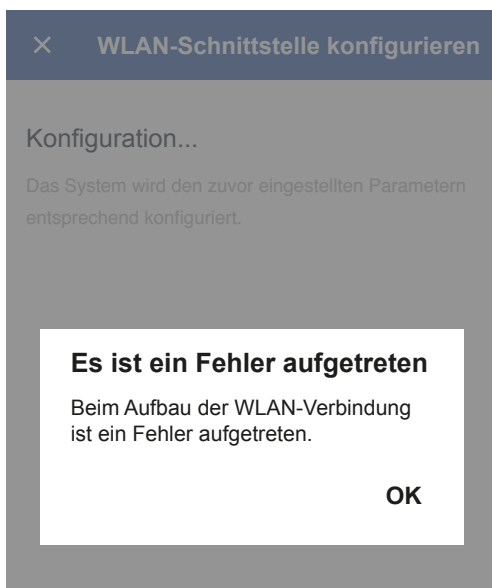 WLAN-Schnittstelle konfigurieren
Konfiguration...
Das System wird den zuvor eingestellten Parametern
entsprechend konfiguriert.
Es ist ein Fehler aufgetreten
Beim Aufbau der WLAN-Verbindung
ist ein Fehler aufgetreten.
OK